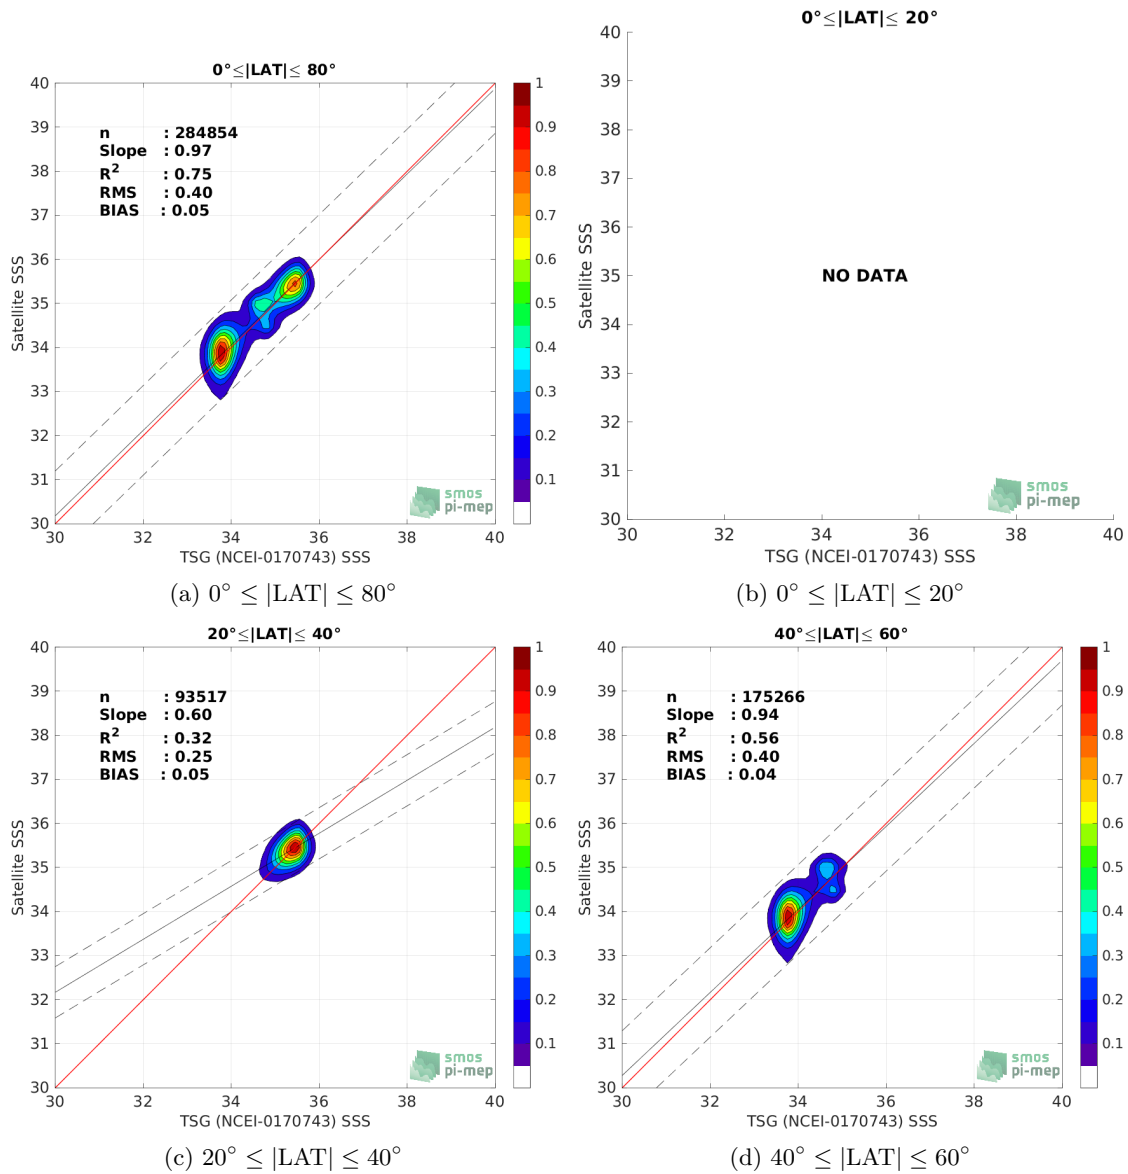 0°≤|LAT|≤ 80°
40
39
38
37
36
35
34
33
32
31
30
Satellite SSS
n : 284854
Slope : 0.97
R² : 0.75
RMS : 0.40
BIAS : 0.05
smos
pi-mep
30 32 34 36 38 40
TSG (NCEI-0170743) SSS
1
0.9
0.8
0.7
0.6
0.5
0.4
0.3
0.2
0.1
(a) 0° ≤ |LAT| ≤ 80°
0°≤|LAT|≤ 20°
40
39
38
37
36
35
34
33
32
31
30
Satellite SSS
NO DATA
smos
pi-mep
30 32 34 36 38 40
TSG (NCEI-0170743) SSS
(b) 0° ≤ |LAT| ≤ 20°
20°≤|LAT|≤ 40°
40
39
38
37
36
35
34
33
32
31
30
Satellite SSS
n : 93517
Slope : 0.60
R² : 0.32
RMS : 0.25
BIAS : 0.05
smos
pi-mep
30 32 34 36 38 40
TSG (NCEI-0170743) SSS
1
0.9
0.8
0.7
0.6
0.5
0.4
0.3
0.2
0.1
(c) 20° ≤ |LAT| ≤ 40°
40°≤|LAT|≤ 60°
40
39
38
37
36
35
34
33
32
31
30
Satellite SSS
n : 175266
Slope : 0.94
R² : 0.56
RMS : 0.40
BIAS : 0.04
smos
pi-mep
30 32 34 36 38 40
TSG (NCEI-0170743) SSS
1
0.9
0.8
0.7
0.6
0.5
0.4
0.3
0.2
0.1
(d) 40° ≤ |LAT| ≤ 60°